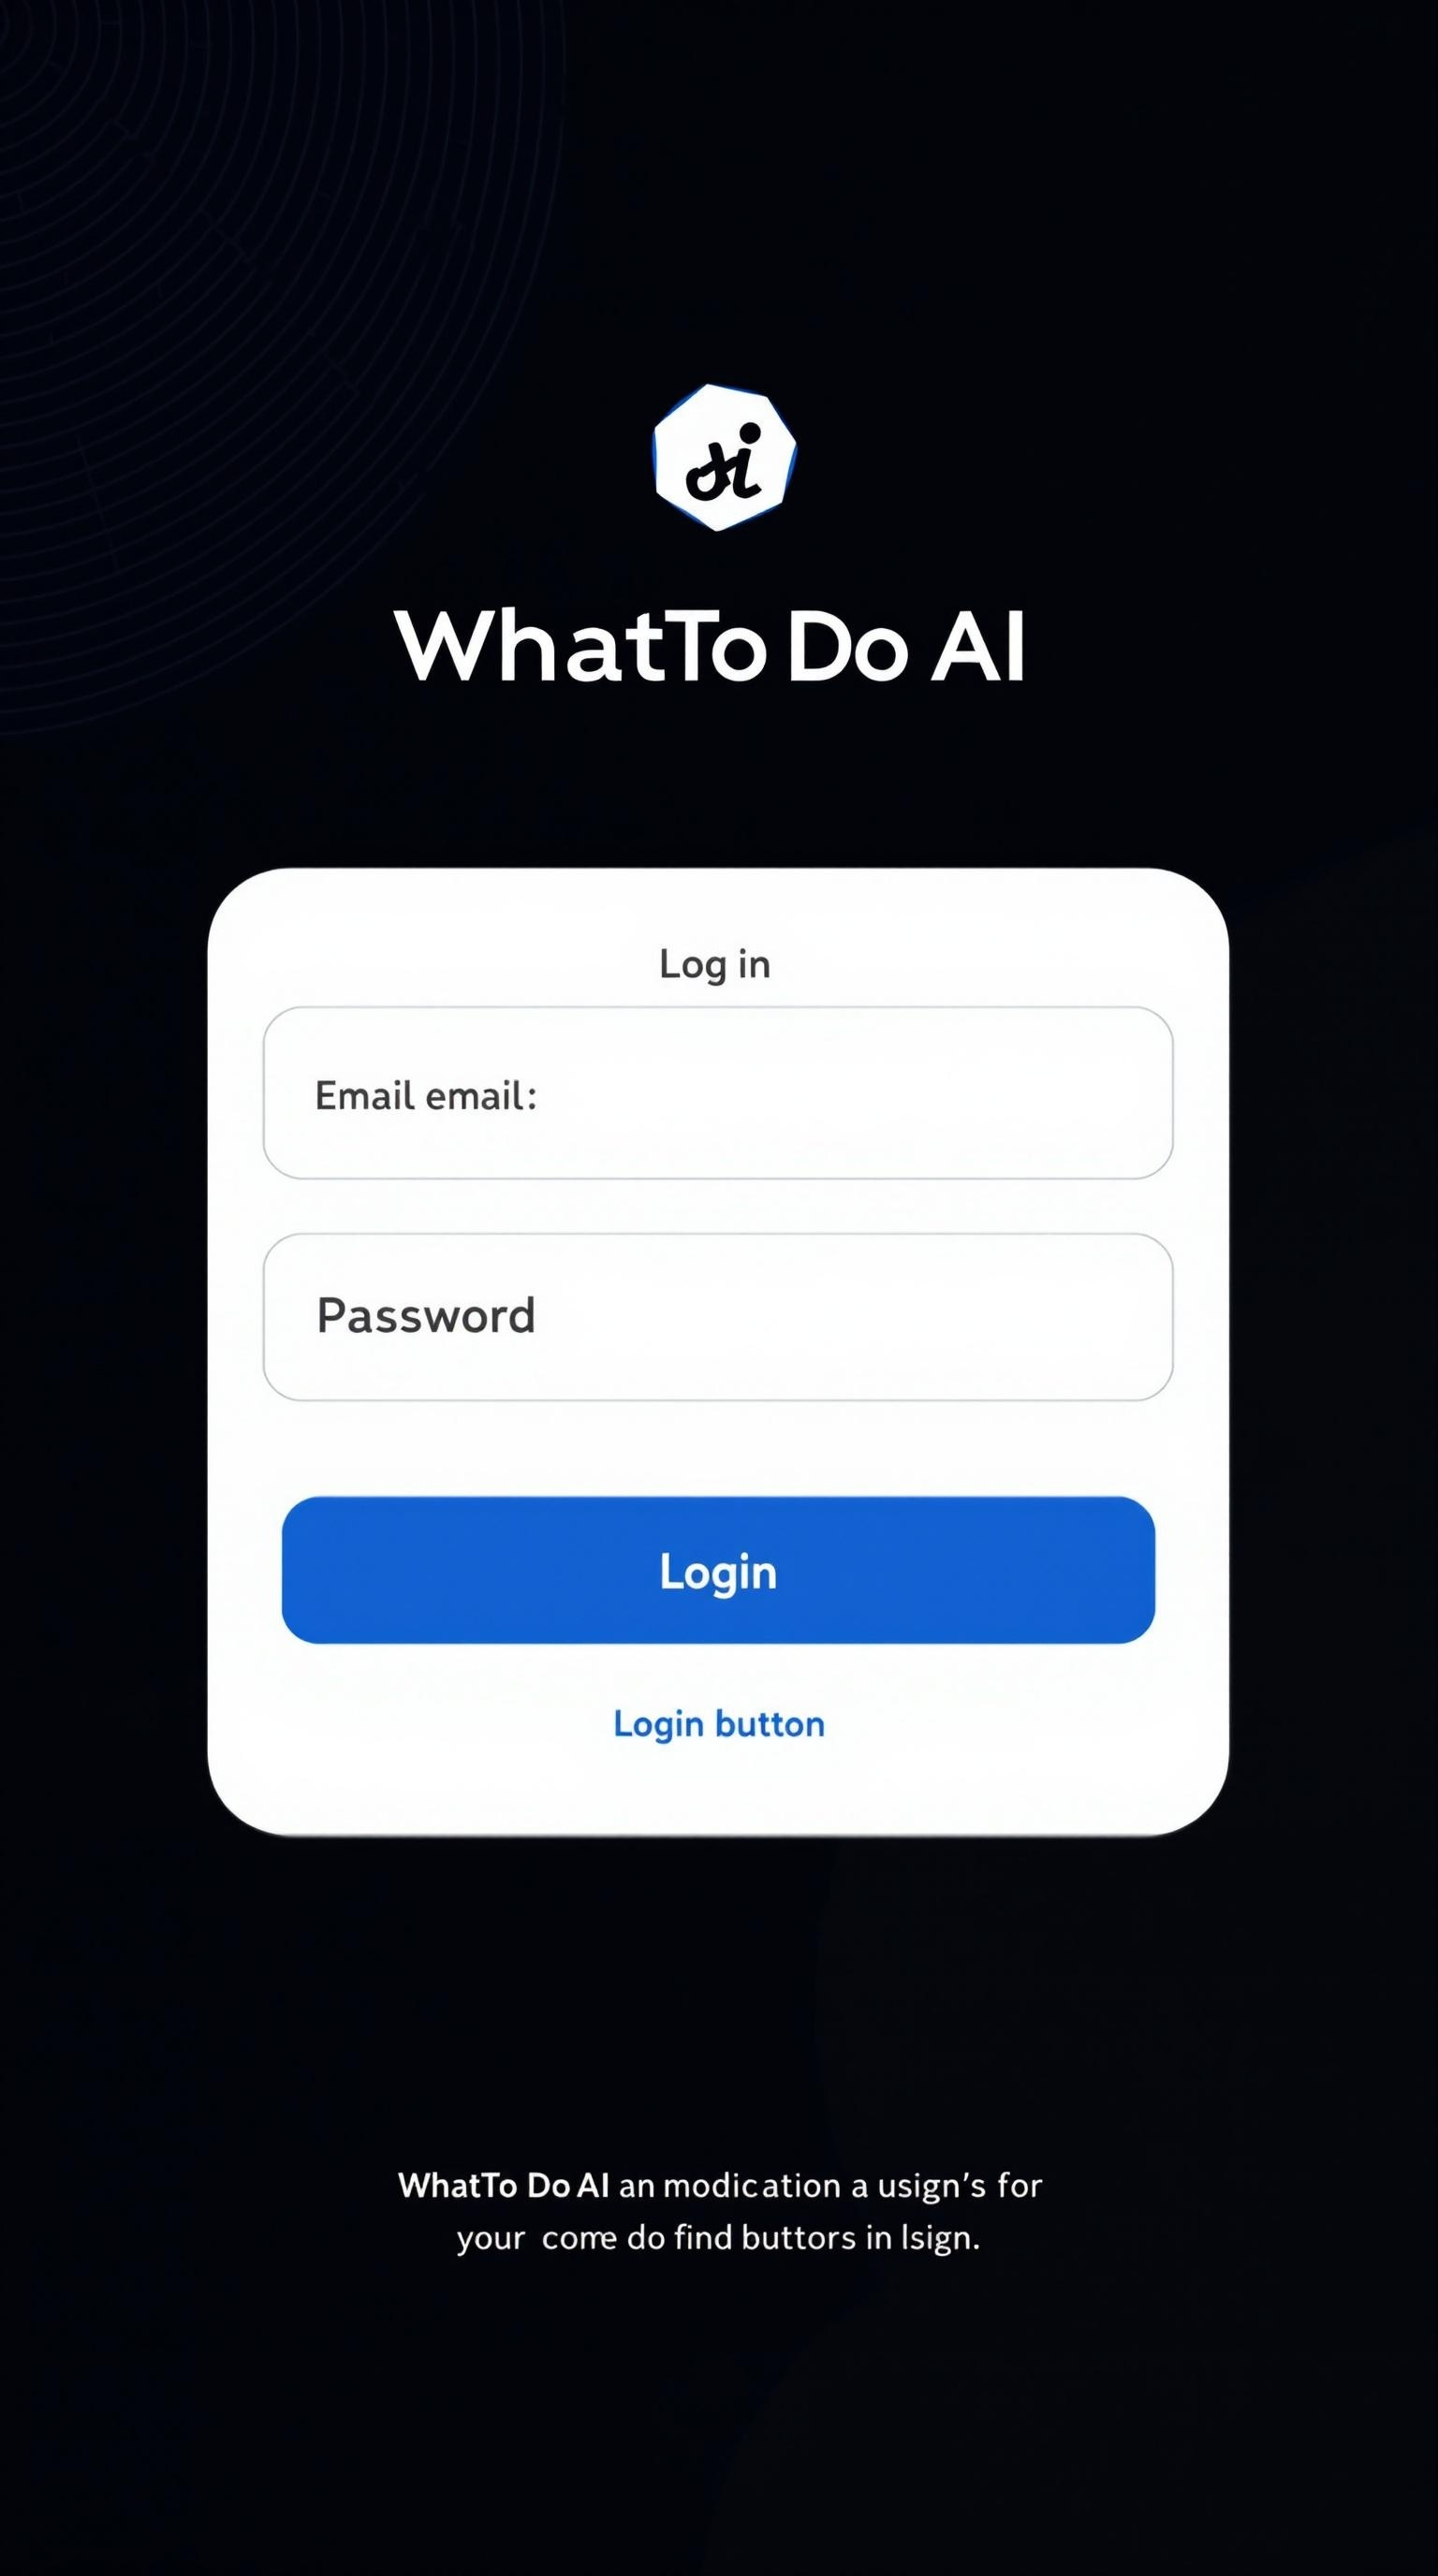 WhatTo Do AI
Log in
Email email:
Password
Login
Login button
WhatTo Do AI an modication a usign's for
your come do find buttors in lsign.